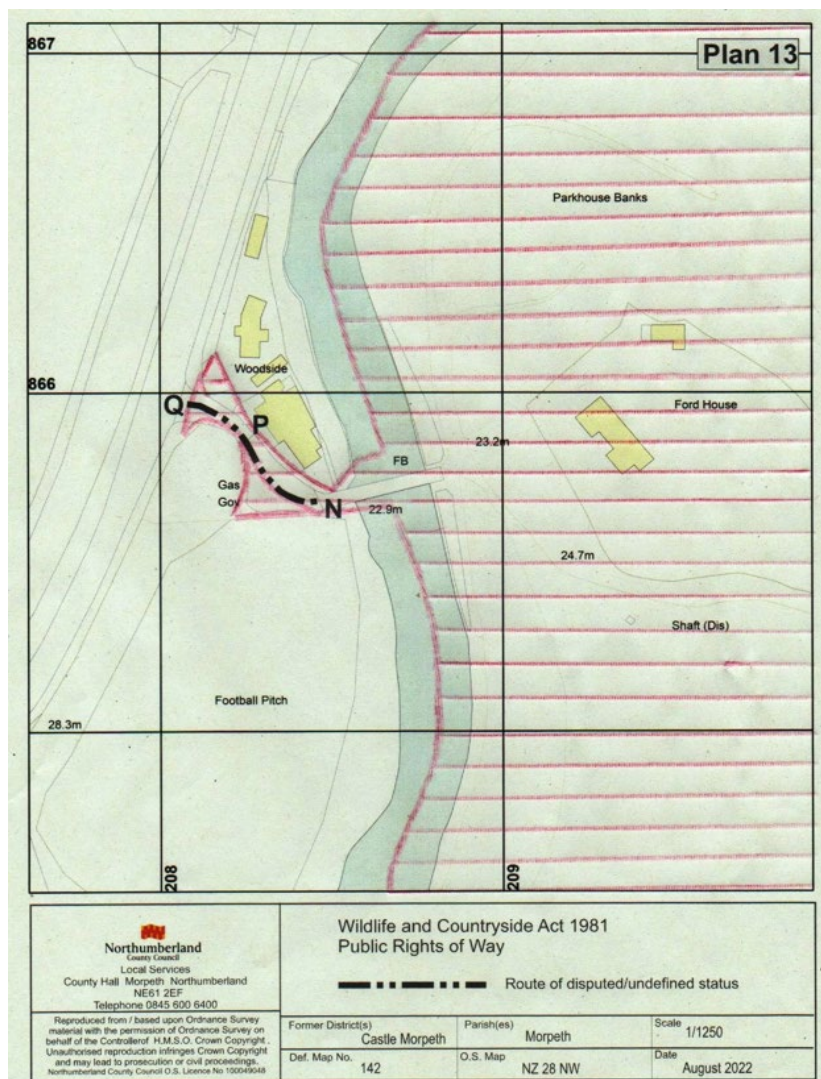 867
Plan 13
Parkhouse Banks
866
Woodside
Q
P
Ford House
23.2m
FB
Gas
Gov
N
22.9m
24.7m
Shaft (Dis)
Football Pitch
28.3m
208
209
Northumberland
County Council
Local Services
County Hall Morpeth Northumberland
NE61 2EF
Telephone 0845 600 6400
Reproduced from / based upon Ordnance Survey
material with the permission of Ordnance Survey on
behalf of the Controllerof H.M.S.O. Crown Copyright.
Unauthorised reproduction infringes Crown Copyright
and may lead to prosecution or civil proceedings.
Northumberland County Council O.S. Licence No 100049048
Wildlife and Countryside Act 1981
Public Rights of Way
Route of disputed/undefined status
Former District(s)
Castle Morpeth
Parish(es)
Morpeth
Scale
1/1250
Def. Map No.
142
O.S. Map
NZ 28 NW
Date
August 2022